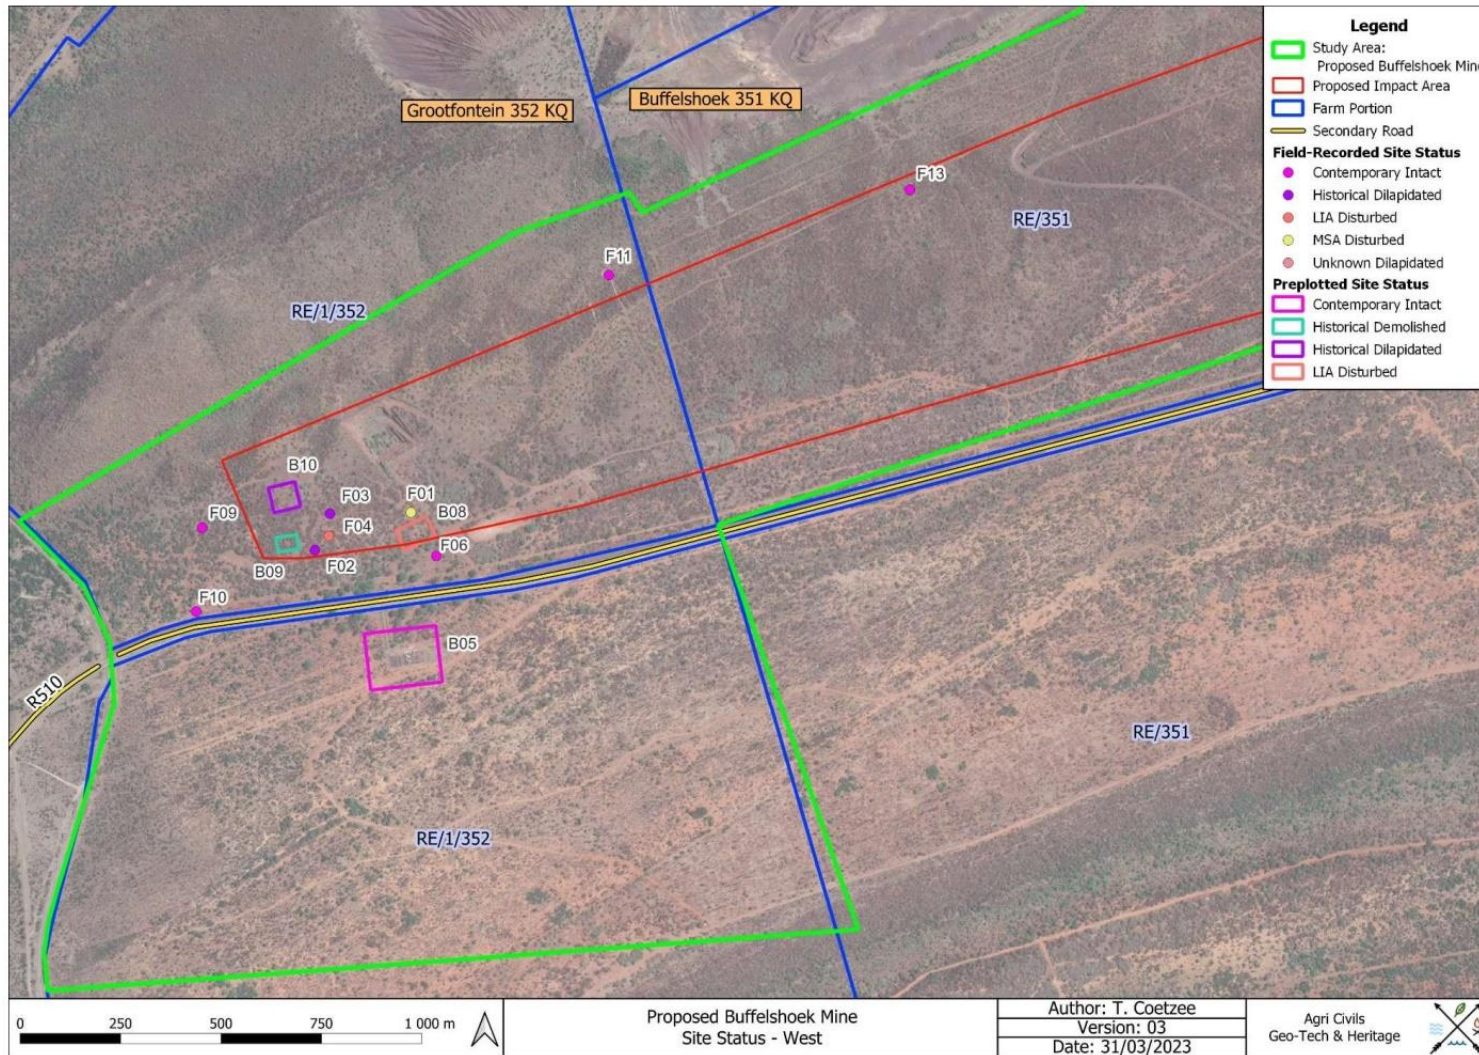 Grootfontein 352 KQ
Buffelshoek 351 KQ
F13
RE/351
F11
RE/1/352
B10
F03
F01
B08
F09
F04
F06
B09
F02
F10
B05
R510
RE/351
RE/1/352
Legend
Study Area:
Proposed Buffelshoek Mine
Proposed Impact Area
Farm Portion
Secondary Road
Field-Recorded Site Status
Contemporary Intact
Historical Dilapidated
LIA Disturbed
MSA Disturbed
Unknown Dilapidated
Preplotted Site Status
Contemporary Intact
Historical Demolished
Historical Dilapidated
LIA Disturbed
0 250 500 750 1 000 m
Proposed Buffelshoek Mine
Site Status - West
Author: T. Coetzee
Version: 03
Date: 31/03/2023
Agri Civils
Geo-Tech & Heritage